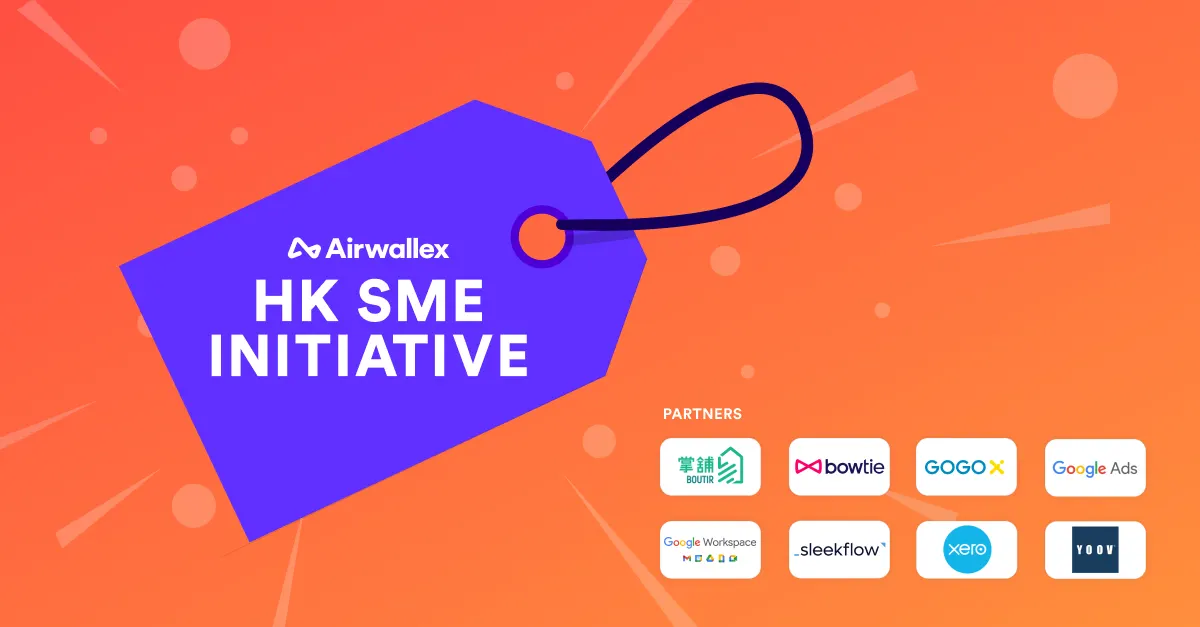 Airwallex
HK SME
INITIATIVE
PARTNERS
掌舖
BOUTIR
bowtie
GOGOX
Google Ads
Google Workspace
sleekflow
xero
YOOV